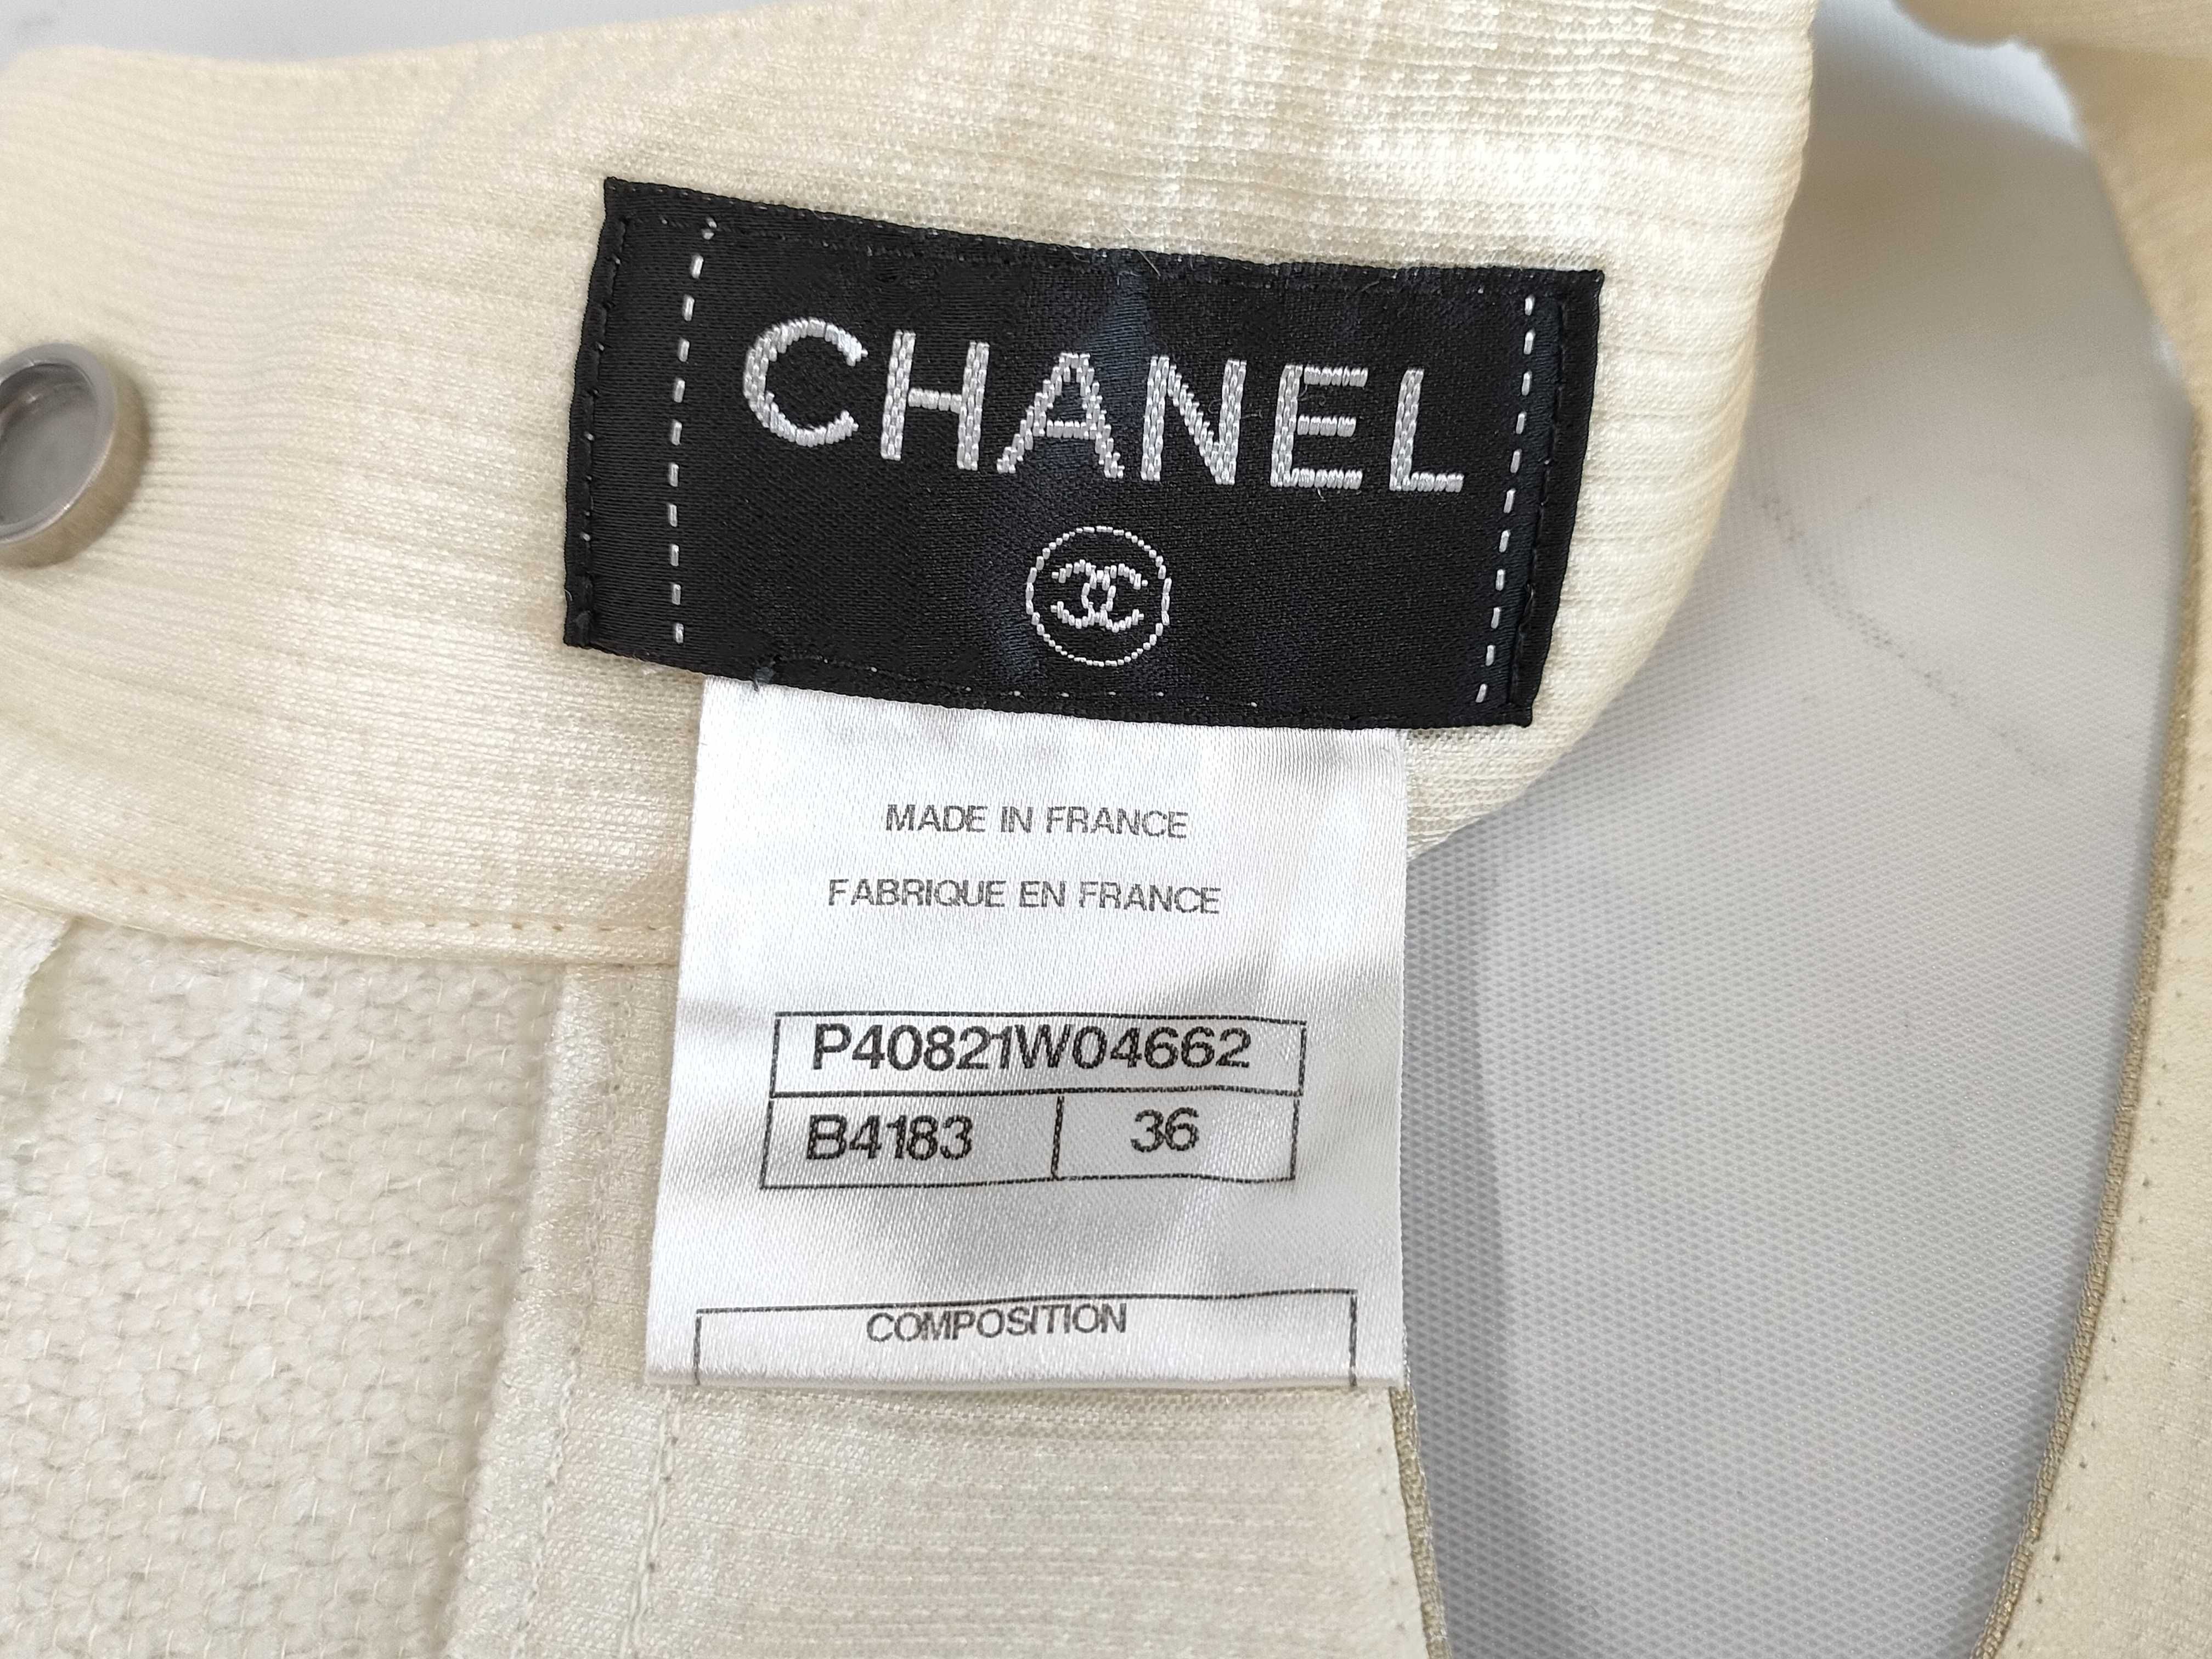 CHANEL
MADE IN FRANCE
FABRIQUE EN FRANCE
P40821W04662
B4183 36
COMPOSITION